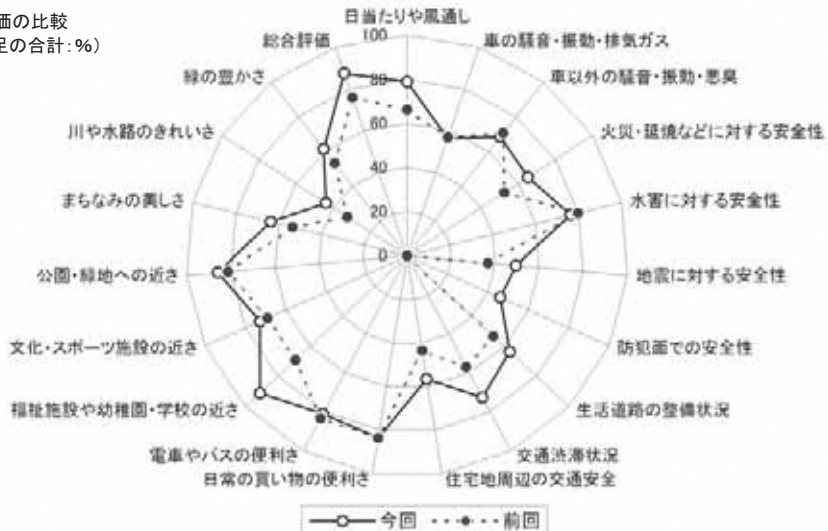 価の比較
足の合計:%)
日当たりや風通し
車の騒音・振動・排気ガス
車以外の騒音・振動・悪臭
火災・延焼などに対する安全性
水害に対する安全性
地震に対する安全性
防犯面での安全性
生活道路の整備状況
交通渋滞状況
住宅地周辺の交通安全
日常の買い物の便利さ
電車やバスの便利さ
福祉施設や幼稚園・学校の近さ
文化・スポーツ施設の近さ
公園・緑地への近さ
まちなみの美しさ
川や水路のきれいさ
緑の豊かさ
総合評価
100
80
60
40
20
0
今回
前回